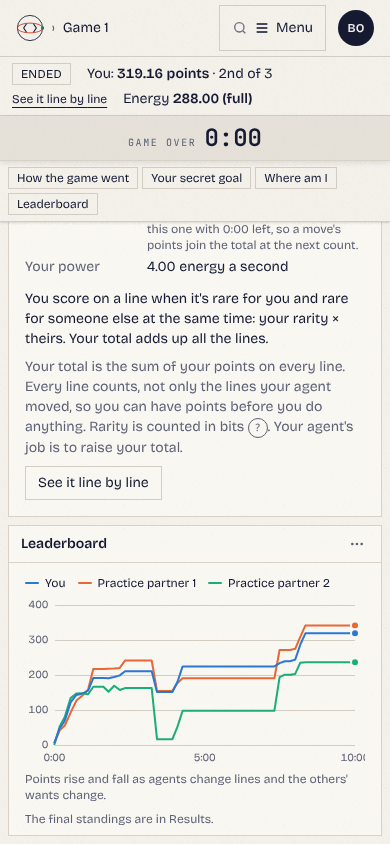 › Game 1
Menu
BO
ENDED
You: 319.16 points · 2nd of 3
See it line by line
Energy 288.00 (full)
GAME OVER 0:00
How the game went
Your secret goal
Where am I
Leaderboard
this one with 0:00 left, so a move's
points join the total at the next count.
Your power
4.00 energy a second
You score on a line when it's rare for you and rare
for someone else at the same time: your rarity ×
theirs. Your total adds up all the lines.
Your total is the sum of your points on every line.
Every line counts, not only the lines your agent
moved, so you can have points before you do
anything. Rarity is counted in bits ?. Your agent's
job is to raise your total.
See it line by line
Leaderboard
You
Practice partner 1
Practice partner 2
400
300
200
100
0
0:00
5:00
10:00
Points rise and fall as agents change lines and the others'
wants change.
The final standings are in Results.